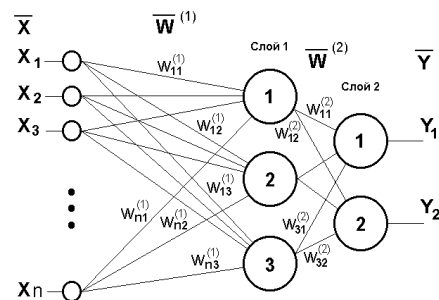 X W(1) Слой 1 W(2) Y
Слой 2
X1 W11(1)
X2 1 W11(2)
X3 W12(1) W12(2) 1 Y1
W13(1) 2
Wn1(1) Wn2(1) W31(2) 2 Y2
Wn3(1) 3 W32(2)
Xn